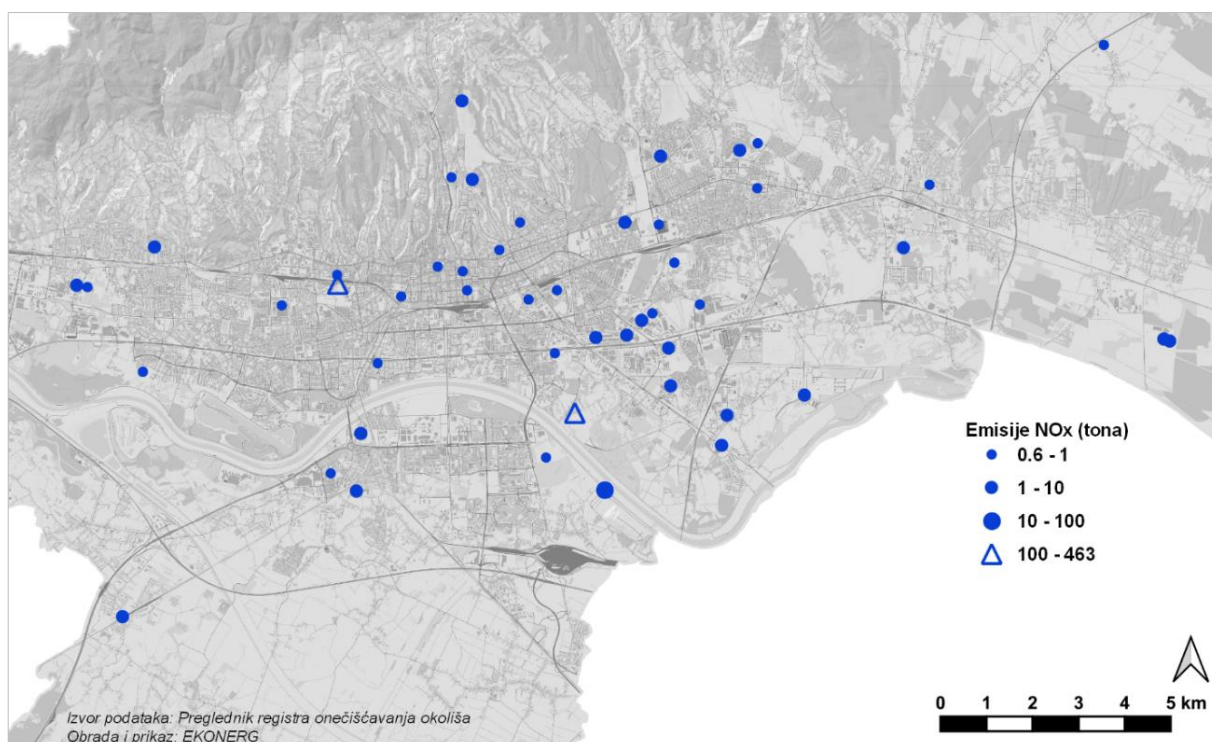 Emisije NOx (tona)
0.6 - 1
1 - 10
10 - 100
100 - 463
0 1 2 3 4 5 km
Izvor podataka: Preglednik registra onečišćavanja okoliša
Obrada i prikaz: EKONERG